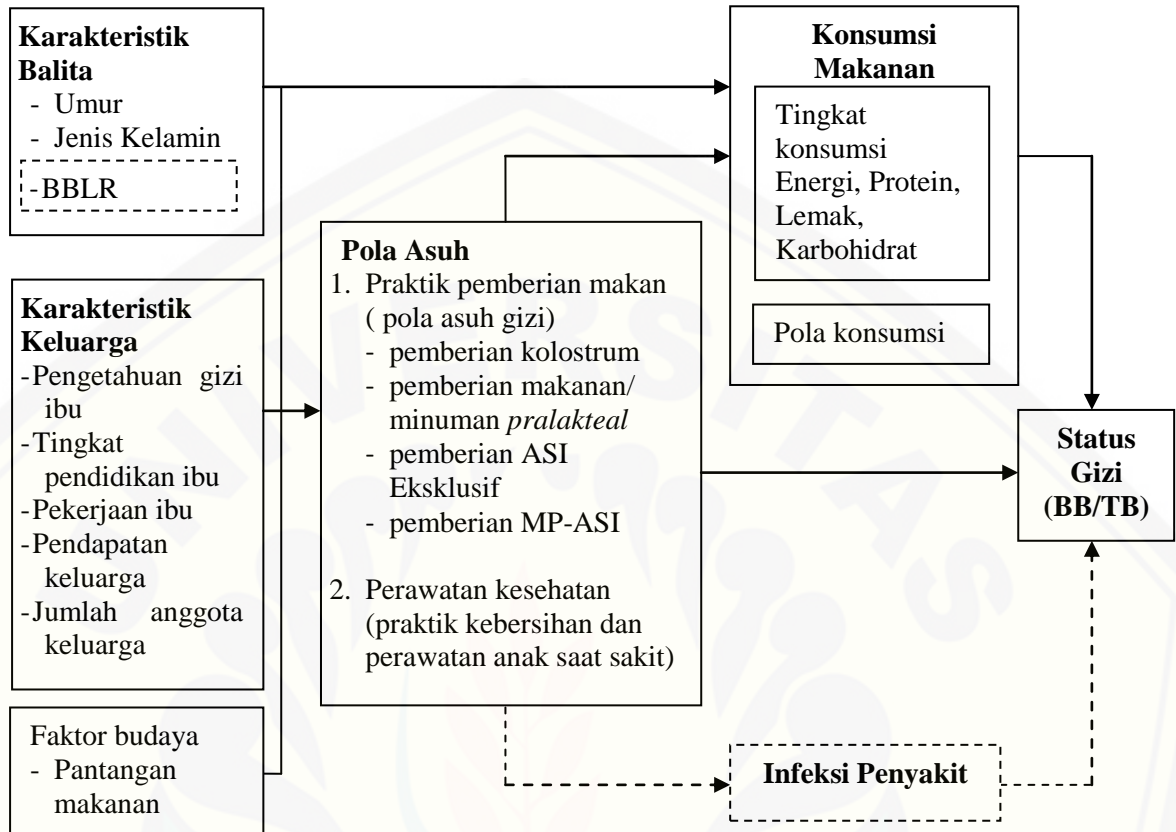 Karakteristik
Balita
- Umur
- Jenis Kelamin
-BBLR
Karakteristik
Keluarga
-Pengetahuan gizi
ibu
-Tingkat
pendidikan ibu
-Pekerjaan ibu
-Pendapatan
keluarga
-Jumlah anggota
keluarga
Faktor budaya
- Pantangan
makanan
Pola Asuh
1. Praktik pemberian makan
( pola asuh gizi)
- pemberian kolostrum
- pemberian makanan/
minuman pralakteal
- pemberian ASI
Eksklusif
- pemberian MP-ASI
2. Perawatan kesehatan
(praktik kebersihan dan
perawatan anak saat sakit)
Konsumsi
Makanan
Tingkat
konsumsi
Energi, Protein,
Lemak,
Karbohidrat
Pola konsumsi
Infeksi Penyakit
Status
Gizi
(BB/TB)
UNIVERSITAS